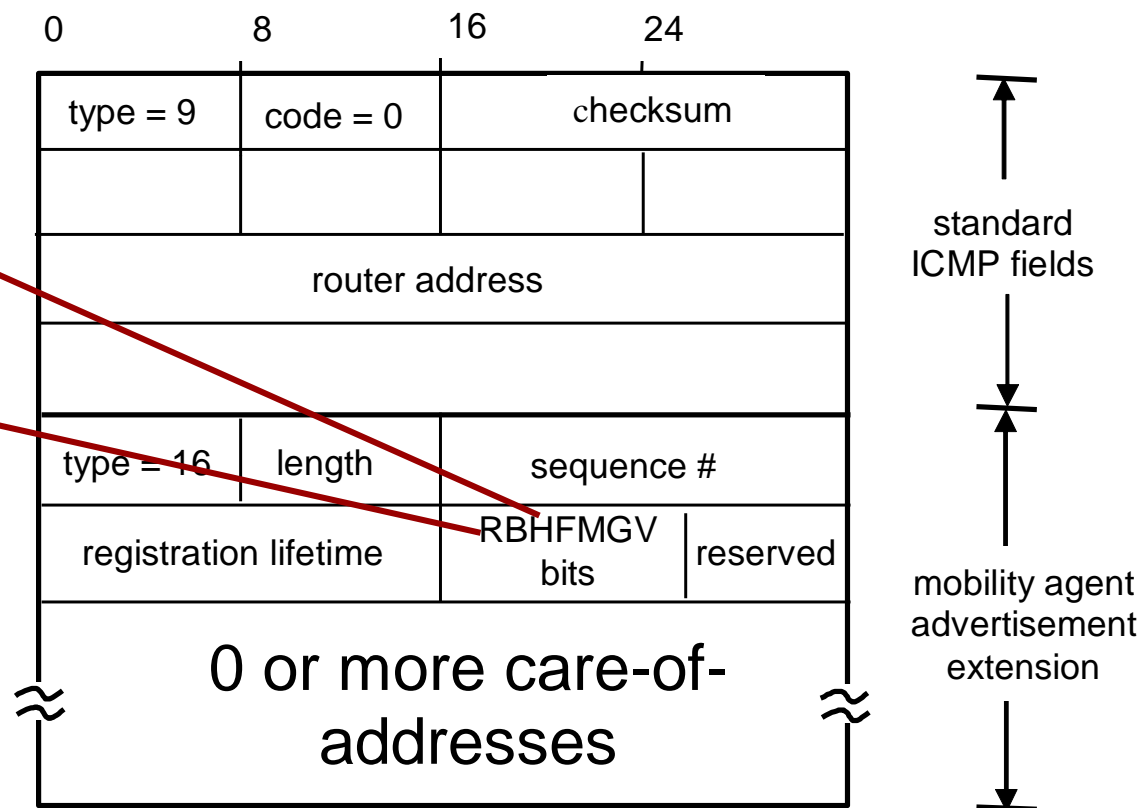 0 8 16 24
type = 9 code = 0 checksum
router address
standard
ICMP fields
type = 16 length sequence #
registration lifetime RBHFMGV
bits reserved
mobility agent
advertisement
extension
0 or more care-of-
addresses